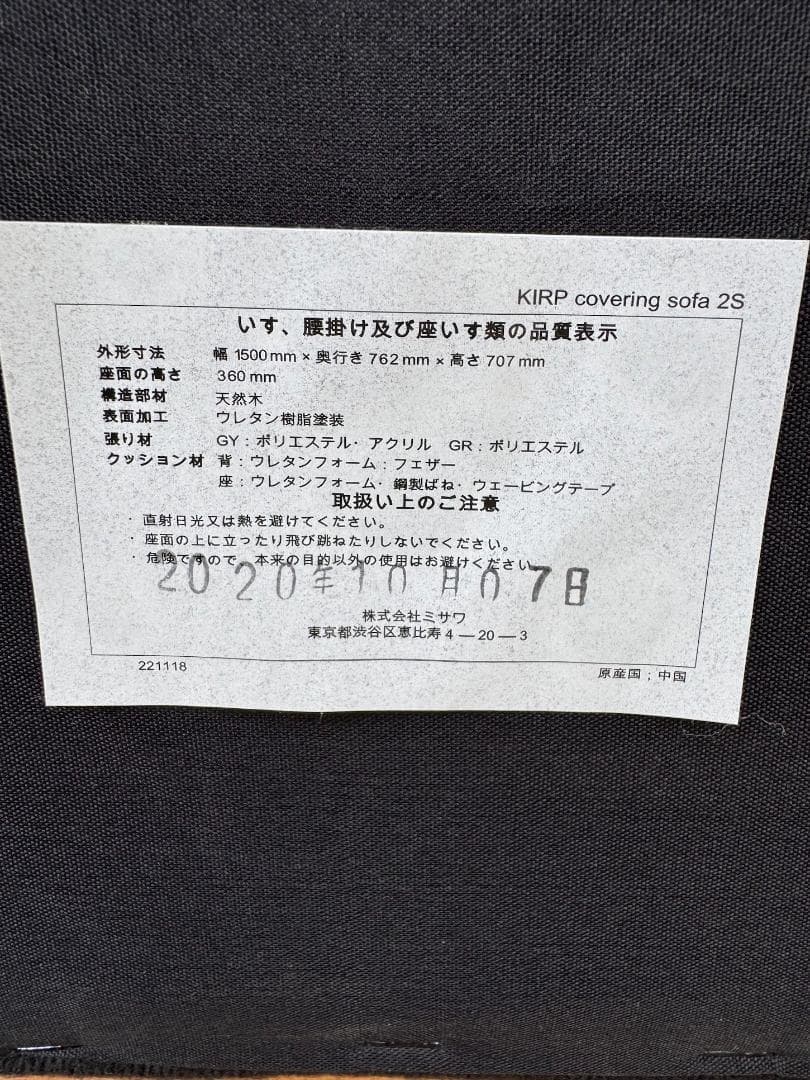 KIRP covering sofa 2S
いす、腰掛け及び座いす類の品質表示
外形寸法 幅 1500 mm × 奥行き 762 mm × 高さ 707 mm
座面の高さ 360 mm
構造部材 天然木
表面加工 ウレタン樹脂塗装
張り材 GY：ポリエステル・アクリル GR：ポリエステル
クッション材 背：ウレタンフォーム：フェザー
座：ウレタンフォーム・鋼製ばね・ウェービングテープ
取扱い上のご注意
・直射日光又は熱を避けてください。
・座面の上に立ったり飛び跳ねたりしないでください。
・危険ですので、本来の目的以外の使用はお避けください。
2020年10月07日
株式会社ミサワ
東京都渋谷区恵比寿4―20―3
221118 原産国；中国